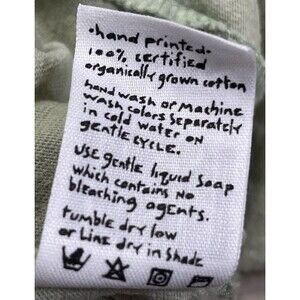 ·hand printed·
100% certified
organically grown cotton
hand wash or machine
wash colors separately
in cold water on
gentle cycle.
use gentle liquid soap
which contains no
bleaching agents.
tumble dry low
or line dry in shade